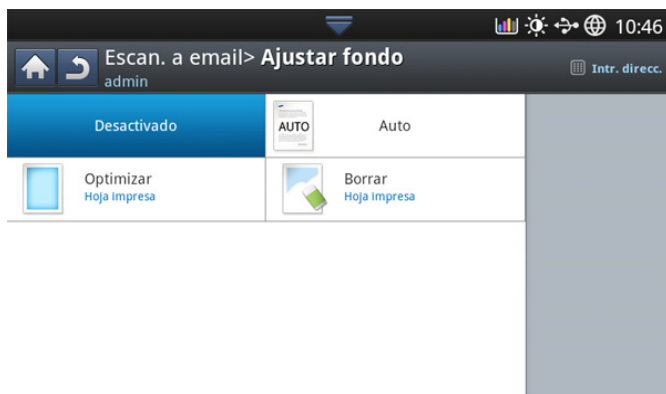 10:46
Escan. a email> Ajustar fondo
admin
Intr. direcc.
Desactivado
AUTO
Auto
Optimizar
Hoja impresa
Borrar
Hoja impresa